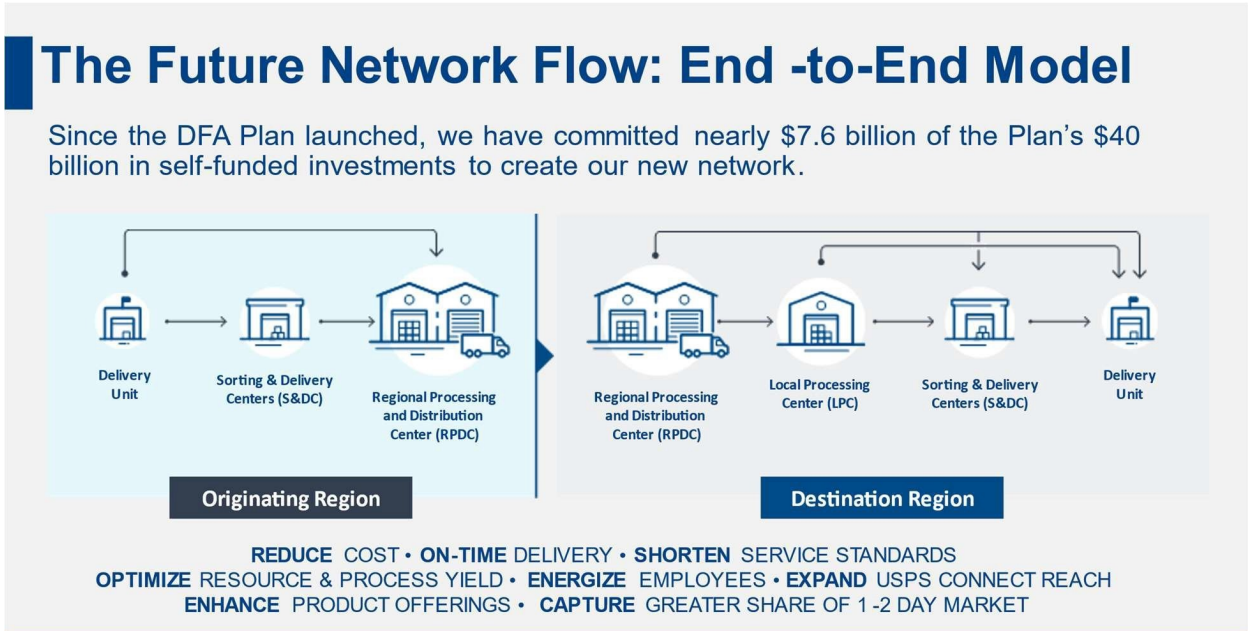 The Future Network Flow: End -to-End Model
Since the DFA Plan launched, we have committed nearly $7.6 billion of the Plan's $40
billion in self-funded investments to create our new network.
Delivery
Unit
Sorting & Delivery
Centers (S&DC)
Regional Processing
and Distribution
Center (RPDC)
Originating Region
Regional Processing
and Distribution
Center (RPDC)
Local Processing
Center (LPC)
Sorting & Delivery
Centers (S&DC)
Delivery
Unit
Destination Region
REDUCE COST • ON-TIME DELIVERY • SHORTEN SERVICE STANDARDS
OPTIMIZE RESOURCE & PROCESS YIELD • ENERGIZE EMPLOYEES • EXPAND USPS CONNECT REACH
ENHANCE PRODUCT OFFERINGS • CAPTURE GREATER SHARE OF 1 -2 DAY MARKET